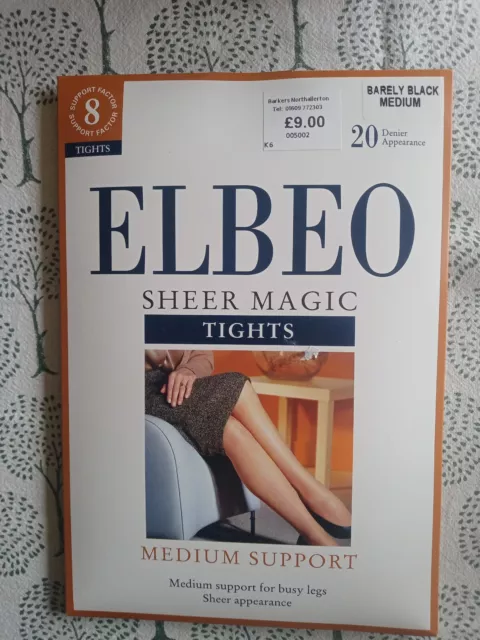 SUPPORT FACTOR
8
SUPPORT FACTOR
TIGHTS
Barkers Northallerton
Tel: 01609 772303
£9.00
005002
K6
BARELY BLACK
MEDIUM
20 Denier
Appearance
ELBEO
SHEER MAGIC
TIGHTS
MEDIUM SUPPORT
Medium support for busy legs
Sheer appearance